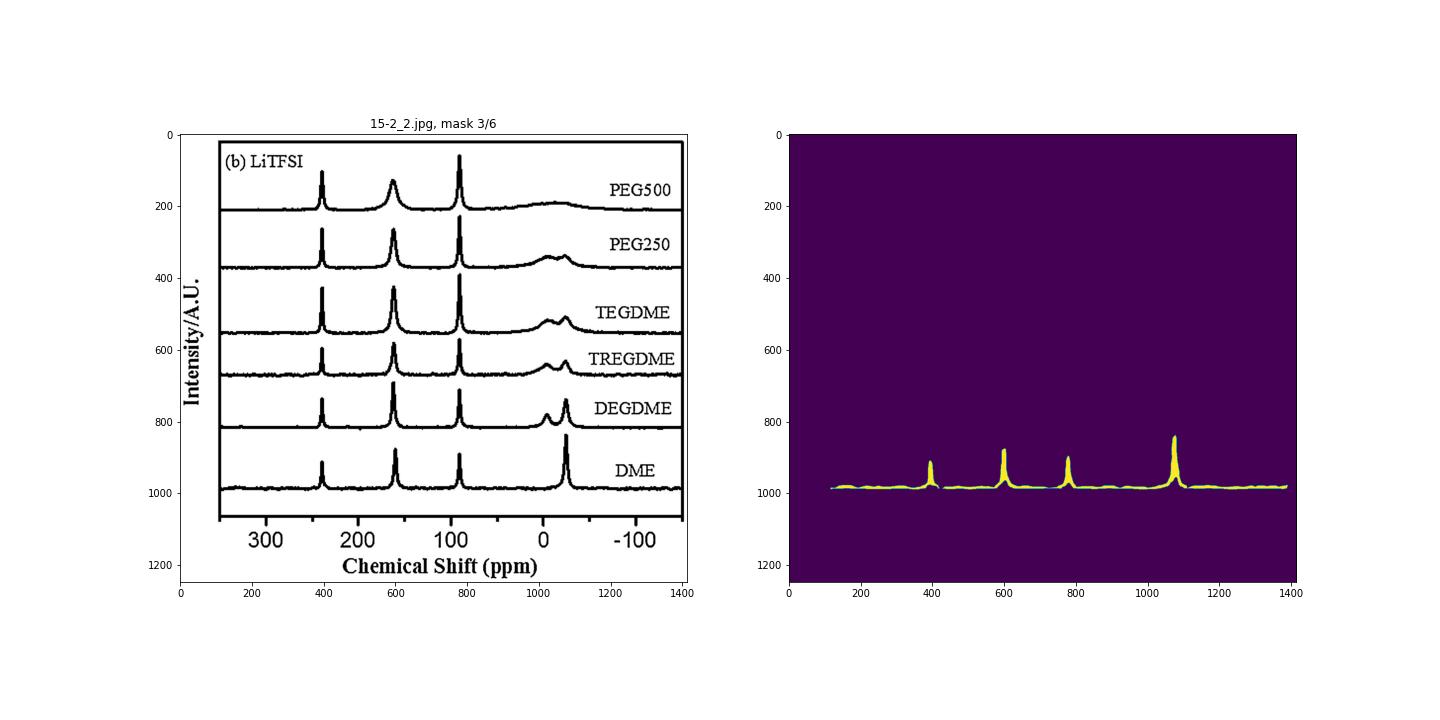 15-2_2.jpg, mask 3/6
0
200
400
600
800
1000
1200
Intensity/A.U.
(b) LiTFSI
PEG500
PEG250
TEGDME
TREGDME
DEGDME
DME
300 200 100 0 -100
Chemical Shift (ppm)
0 200 400 600 800 1000 1200 1400
0
200
400
600
800
1000
1200
0 200 400 600 800 1000 1200 1400